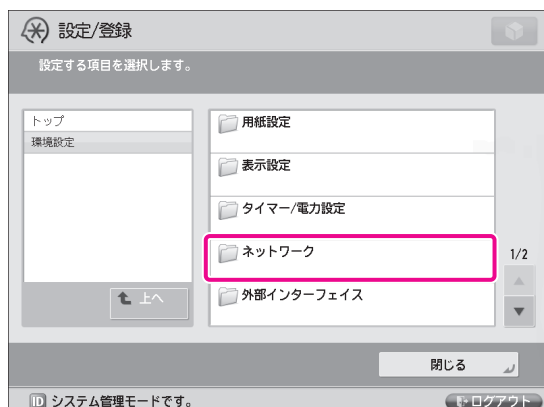 設定/登録
設定する項目を選択します。
トップ
環境設定
上へ
用紙設定
表示設定
タイマー/電力設定
ネットワーク
外部インターフェイス
1/2
閉じる
ID システム管理モードです。
ログアウト